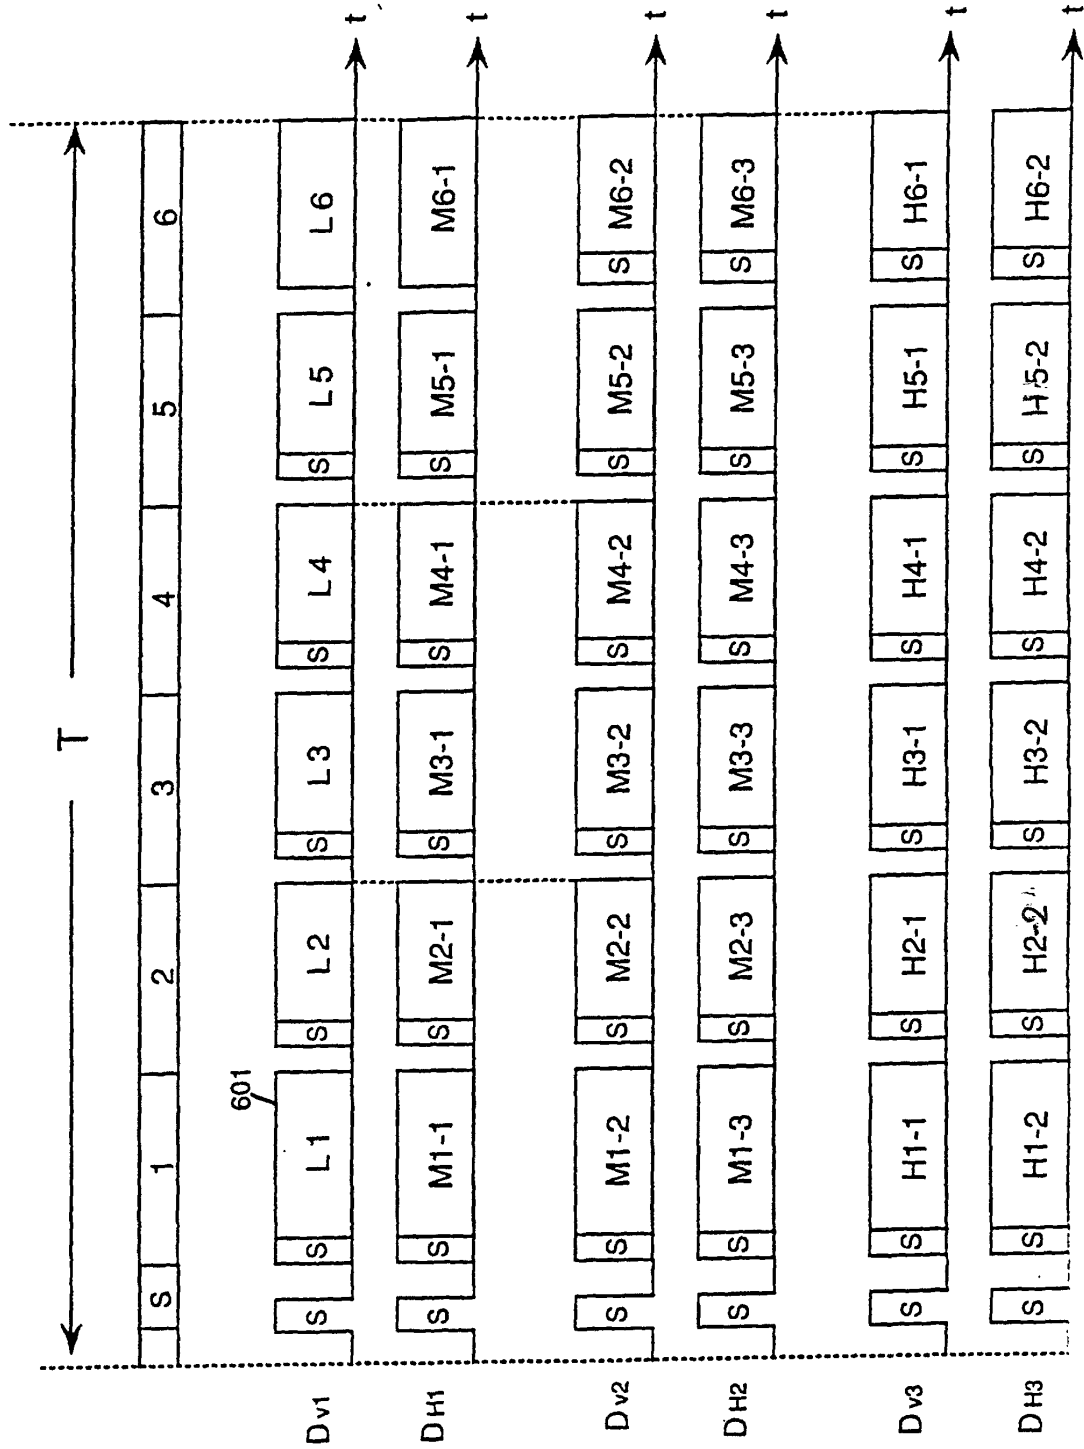 T
S 1 2 3 4 5 6
601
Dv1 S S L1 S L2 S L3 S L4 S L5 L6 t
DH1 S S M1-1 S M2-1 S M3-1 S M4-1 S M5-1 M6-1 t
Dv2 S S M1-2 S M2-2 S M3-2 S M4-2 S M5-2 S M6-2 t
DH2 S S M1-3 S M2-3 S M3-3 S M4-3 S M5-3 S M6-3 t
Dv3 S S H1-1 S H2-1 S H3-1 S H4-1 S H5-1 S H6-1 t
DH3 S S H1-2 S H2-2 S H3-2 S H4-2 S H5-2 S H6-2 t